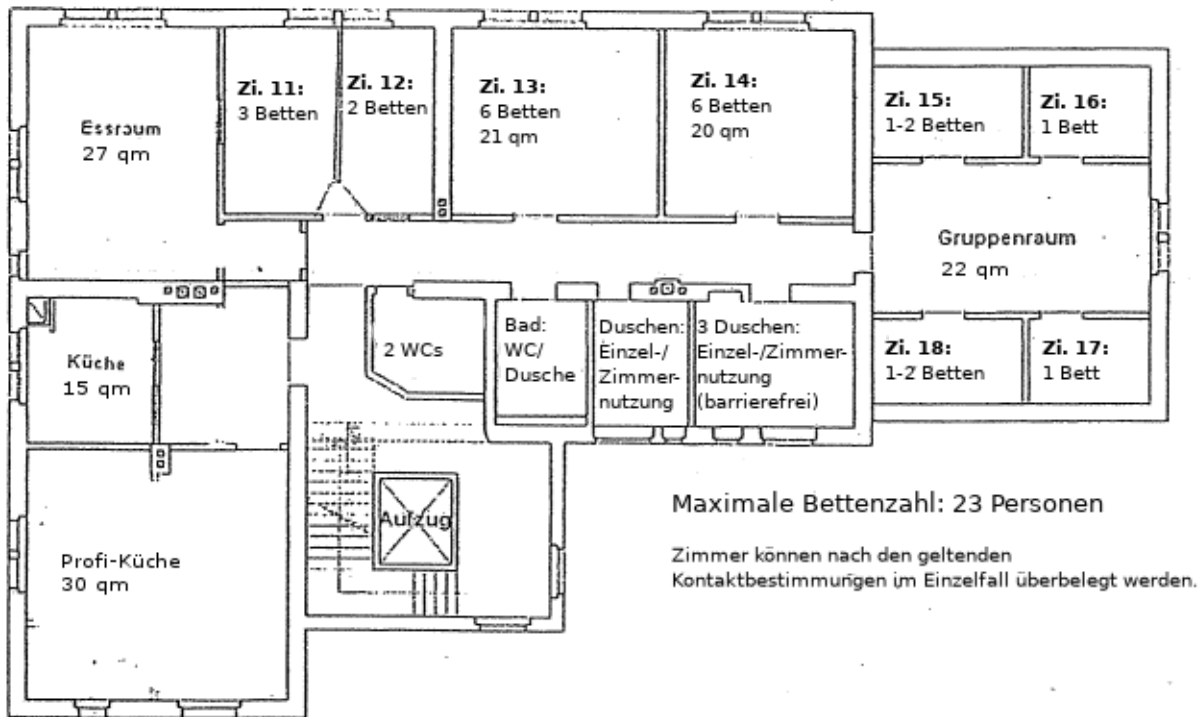 Essraum
27 qm
Zi. 11:
3 Betten
Zi. 12:
2 Betten
Zi. 13:
6 Betten
21 qm
Zi. 14:
6 Betten
20 qm
Zi. 15:
1-2 Betten
Zi. 16:
1 Bett
Gruppenraum
22 qm
Küche
15 qm
2 WCs
Bad:
WC/
Dusche
Duschen:
Einzel-/
Zimmer-
nutzung
3 Duschen:
Einzel-/Zimmer-
nutzung
(barrierefrei)
Zi. 18:
1-2 Betten
Zi. 17:
1 Bett
Aufzug
Profi-Küche
30 qm
Maximale Bettenzahl: 23 Personen
Zimmer können nach den geltenden
Kontaktbestimmungen im Einzelfall überbelegt werden.